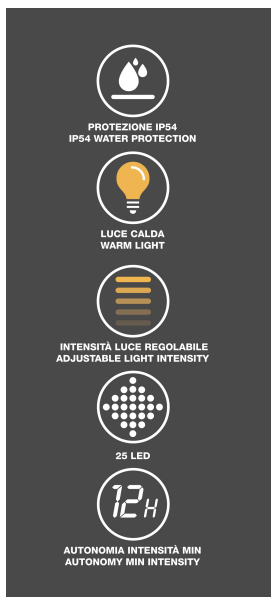 PROTEZIONE IP54
IP54 WATER PROTECTION
LUCE CALDA
WARM LIGHT
INTENSITÀ LUCE REGOLABILE
ADJUSTABLE LIGHT INTENSITY
25 LED
12H
AUTONOMIA INTENSITÀ MIN
AUTONOMY MIN INTENSITY